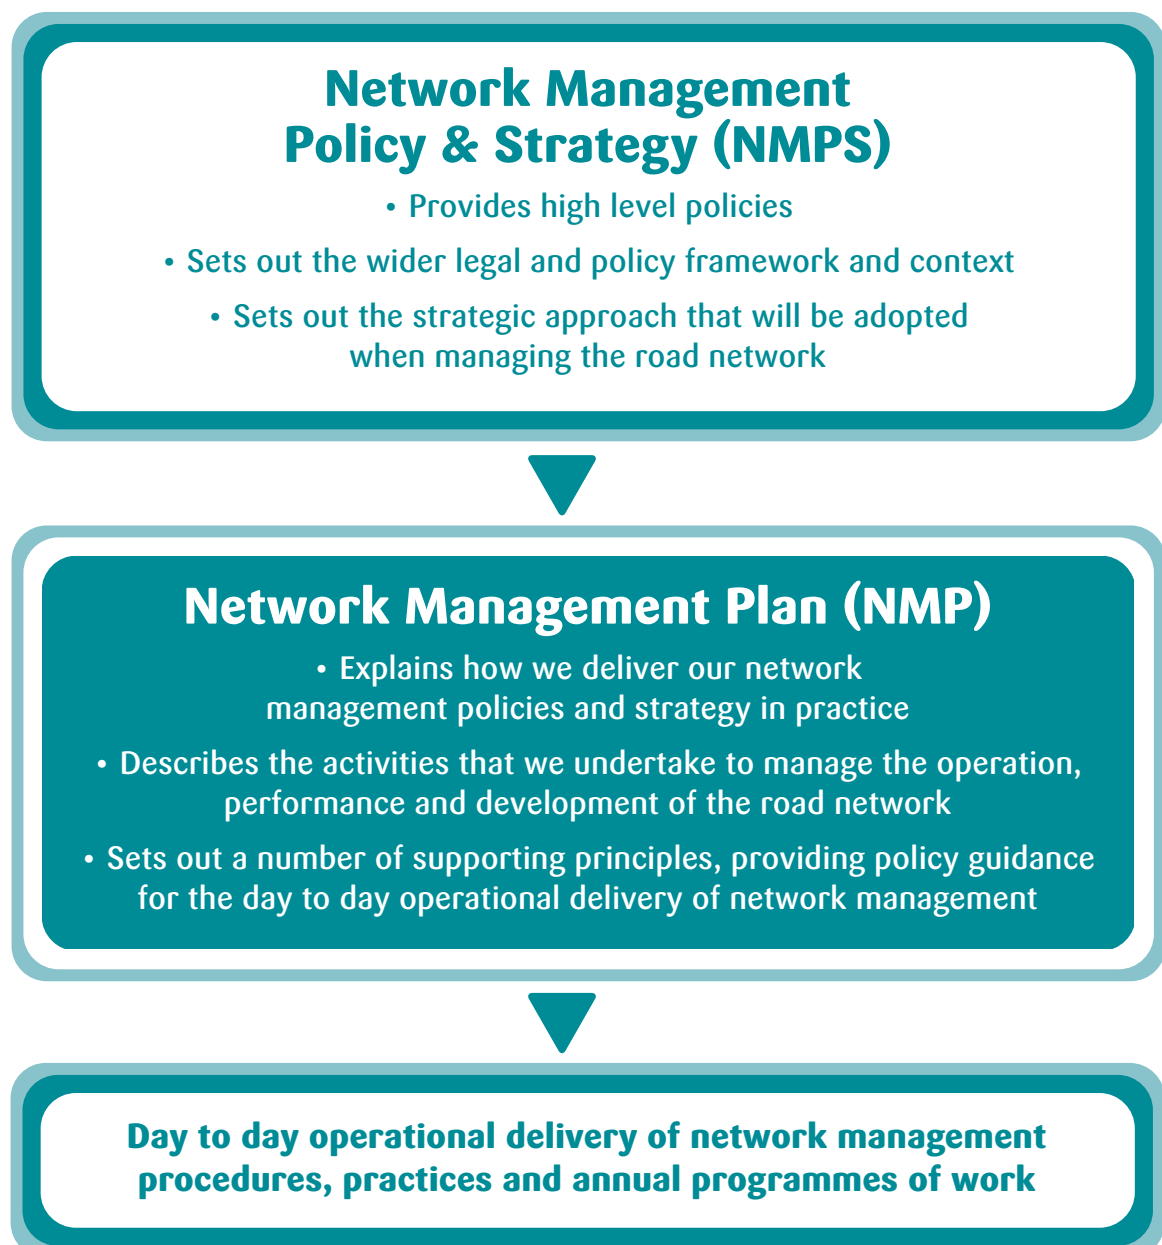 Network Management
Policy & Strategy (NMPS)
• Provides high level policies
• Sets out the wider legal and policy framework and context
• Sets out the strategic approach that will be adopted
when managing the road network
Network Management Plan (NMP)
• Explains how we deliver our network
management policies and strategy in practice
• Describes the activities that we undertake to manage the operation,
performance and development of the road network
• Sets out a number of supporting principles, providing policy guidance
for the day to day operational delivery of network management
Day to day operational delivery of network management
procedures, practices and annual programmes of work